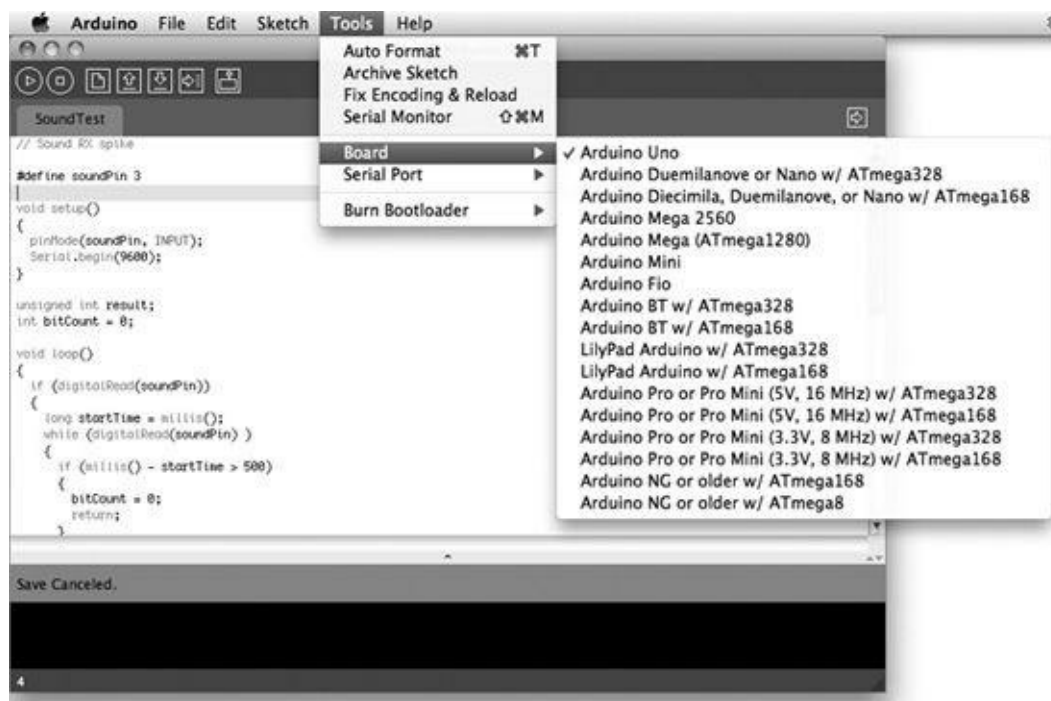 Arduino File Edit Sketch Tools Help
Auto Format ⌘T
Archive Sketch
Fix Encoding & Reload
Serial Monitor ⇧⌘M
Board
Serial Port
Burn Bootloader
✓ Arduino Uno
Arduino Duemilanove or Nano w/ ATmega328
Arduino Diecimila, Duemilanove, or Nano w/ ATmega168
Arduino Mega 2560
Arduino Mega (ATmega1280)
Arduino Mini
Arduino Fio
Arduino BT w/ ATmega328
Arduino BT w/ ATmega168
LilyPad Arduino w/ ATmega328
LilyPad Arduino w/ ATmega168
Arduino Pro or Pro Mini (5V, 16 MHz) w/ ATmega328
Arduino Pro or Pro Mini (5V, 16 MHz) w/ ATmega168
Arduino Pro or Pro Mini (3.3V, 8 MHz) w/ ATmega328
Arduino Pro or Pro Mini (3.3V, 8 MHz) w/ ATmega168
Arduino NG or older w/ ATmega168
Arduino NG or older w/ ATmega8
SoundTest
// Sound RX spike
#define soundPin 3
void setup()
{
pinMode(soundPin, INPUT);
Serial.begin(9600);
}
unsigned int result;
int bitCount = 0;
void loop()
{
if (digitalRead(soundPin))
{
long startTime = millis();
while (digitalRead(soundPin) )
{
if (millis() - startTime > 500)
{
bitCount = 0;
return;
}
Save Canceled.
4